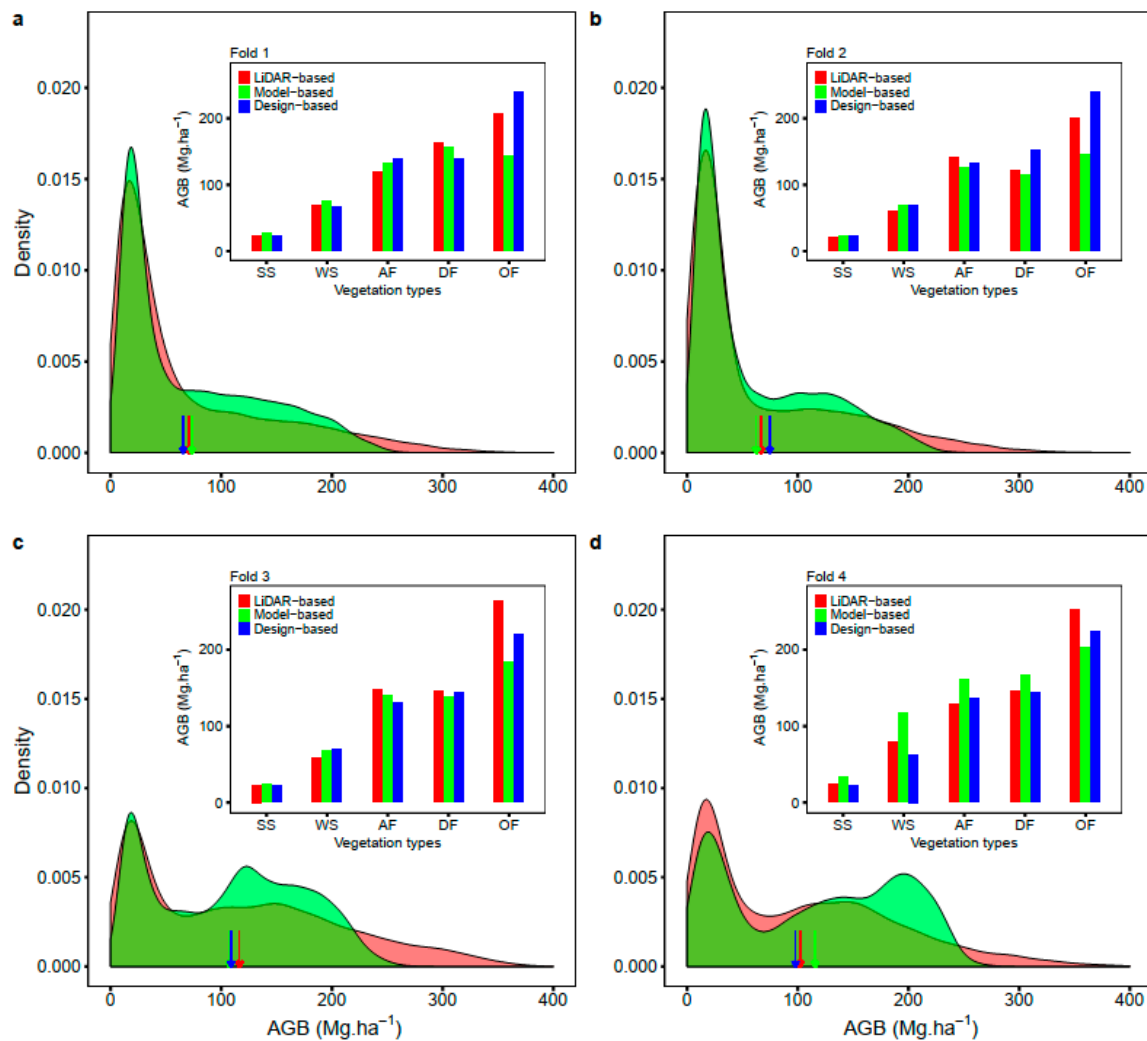 a
Fold 1
LiDAR−based
Model−based
Design−based
AGB (Mg.ha−1)
200
100
0
SS WS AF DF OF
Vegetation types
Density
0.020
0.015
0.010
0.005
0.000
0 100 200 300 400
b
Fold 2
LiDAR−based
Model−based
Design−based
AGB (Mg.ha−1)
200
100
0
SS WS AF DF OF
Vegetation types
0.020
0.015
0.010
0.005
0.000
0 100 200 300 400
c
Fold 3
LiDAR−based
Model−based
Design−based
AGB (Mg.ha−1)
200
100
0
SS WS AF DF OF
Vegetation types
Density
0.020
0.015
0.010
0.005
0.000
0 100 200 300 400
AGB (Mg.ha−1)
d
Fold 4
LiDAR−based
Model−based
Design−based
AGB (Mg.ha−1)
200
100
0
SS WS AF DF OF
Vegetation types
0.020
0.015
0.010
0.005
0.000
0 100 200 300 400
AGB (Mg.ha−1)